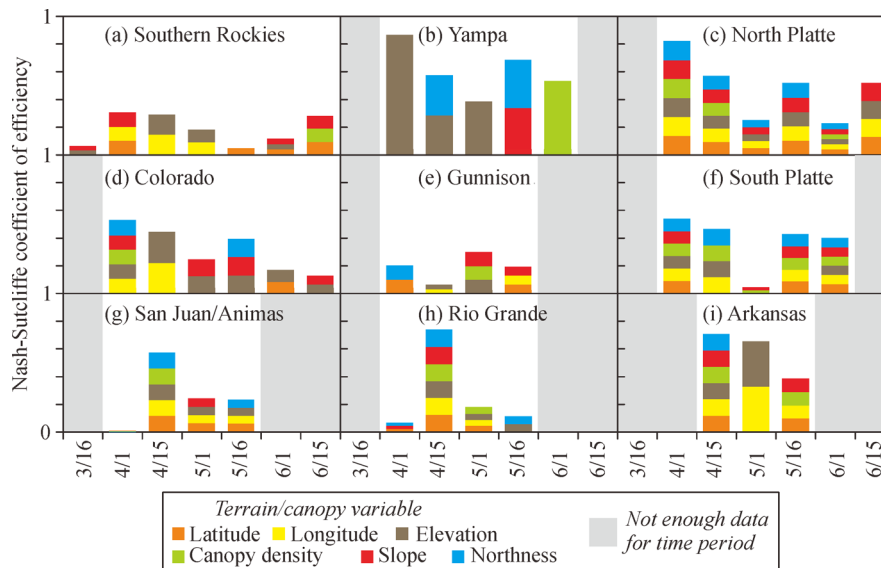 Nash-Sutcliffe coefficient of efficiency
1
(a) Southern Rockies
(b) Yampa
(c) North Platte
1
(d) Colorado
(e) Gunnison
(f) South Platte
1
(g) San Juan/Animas
(h) Rio Grande
(i) Arkansas
0
3/16 4/1 4/15 5/1 5/16 6/1 6/15 3/16 4/1 4/15 5/1 5/16 6/1 6/15 3/16 4/1 4/15 5/1 5/16 6/1 6/15
Terrain/canopy variable
Latitude Longitude Elevation
Canopy density Slope Northness
Not enough data
for time period